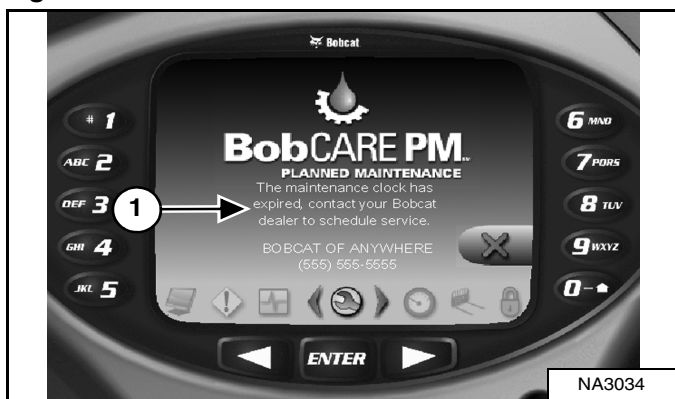 Bobcat
# 1
ABC 2
DEF 3
GHI 4
JKL 5
6 MNO
7 PQRS
8 TUV
9 WXYZ
0 -
BobCARE PM
PLANNED MAINTENANCE
The maintenance clock has
expired, contact your Bobcat
dealer to schedule service.
BOBCAT OF ANYWHERE
(555) 555-5555
1
ENTER
NA3034